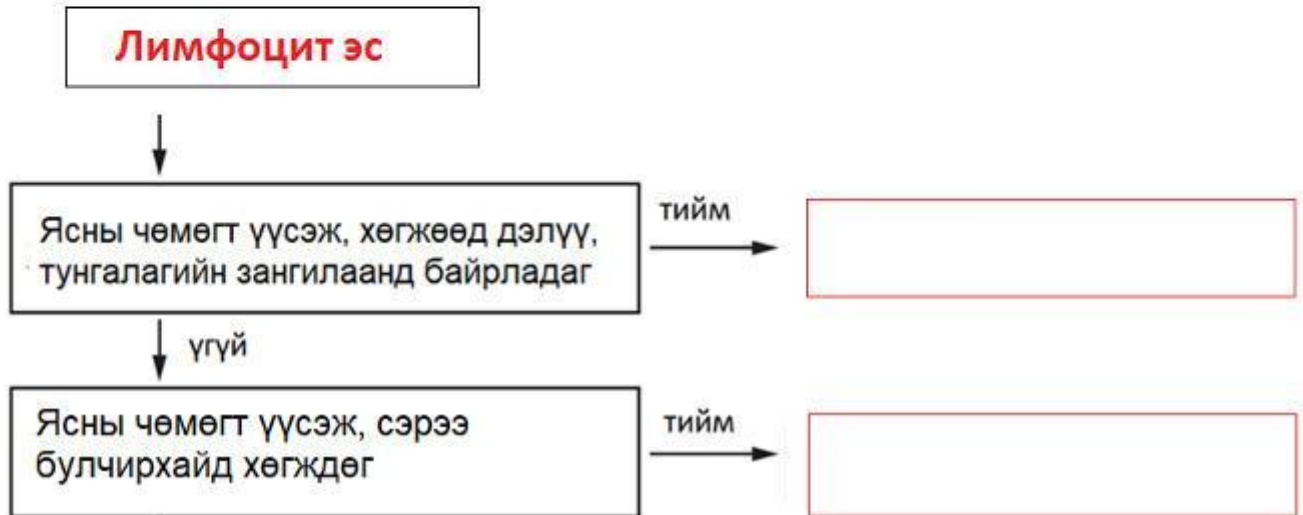 Лимфоцит эс
Ясны чөмөгт үүсэж, хөгжөөд дэлүү,
тунгалагийн зангилаанд байрладаг
тийм
үгүй
Ясны чөмөгт үүсэж, сэрээ
булчирхайд хөгждөг
тийм